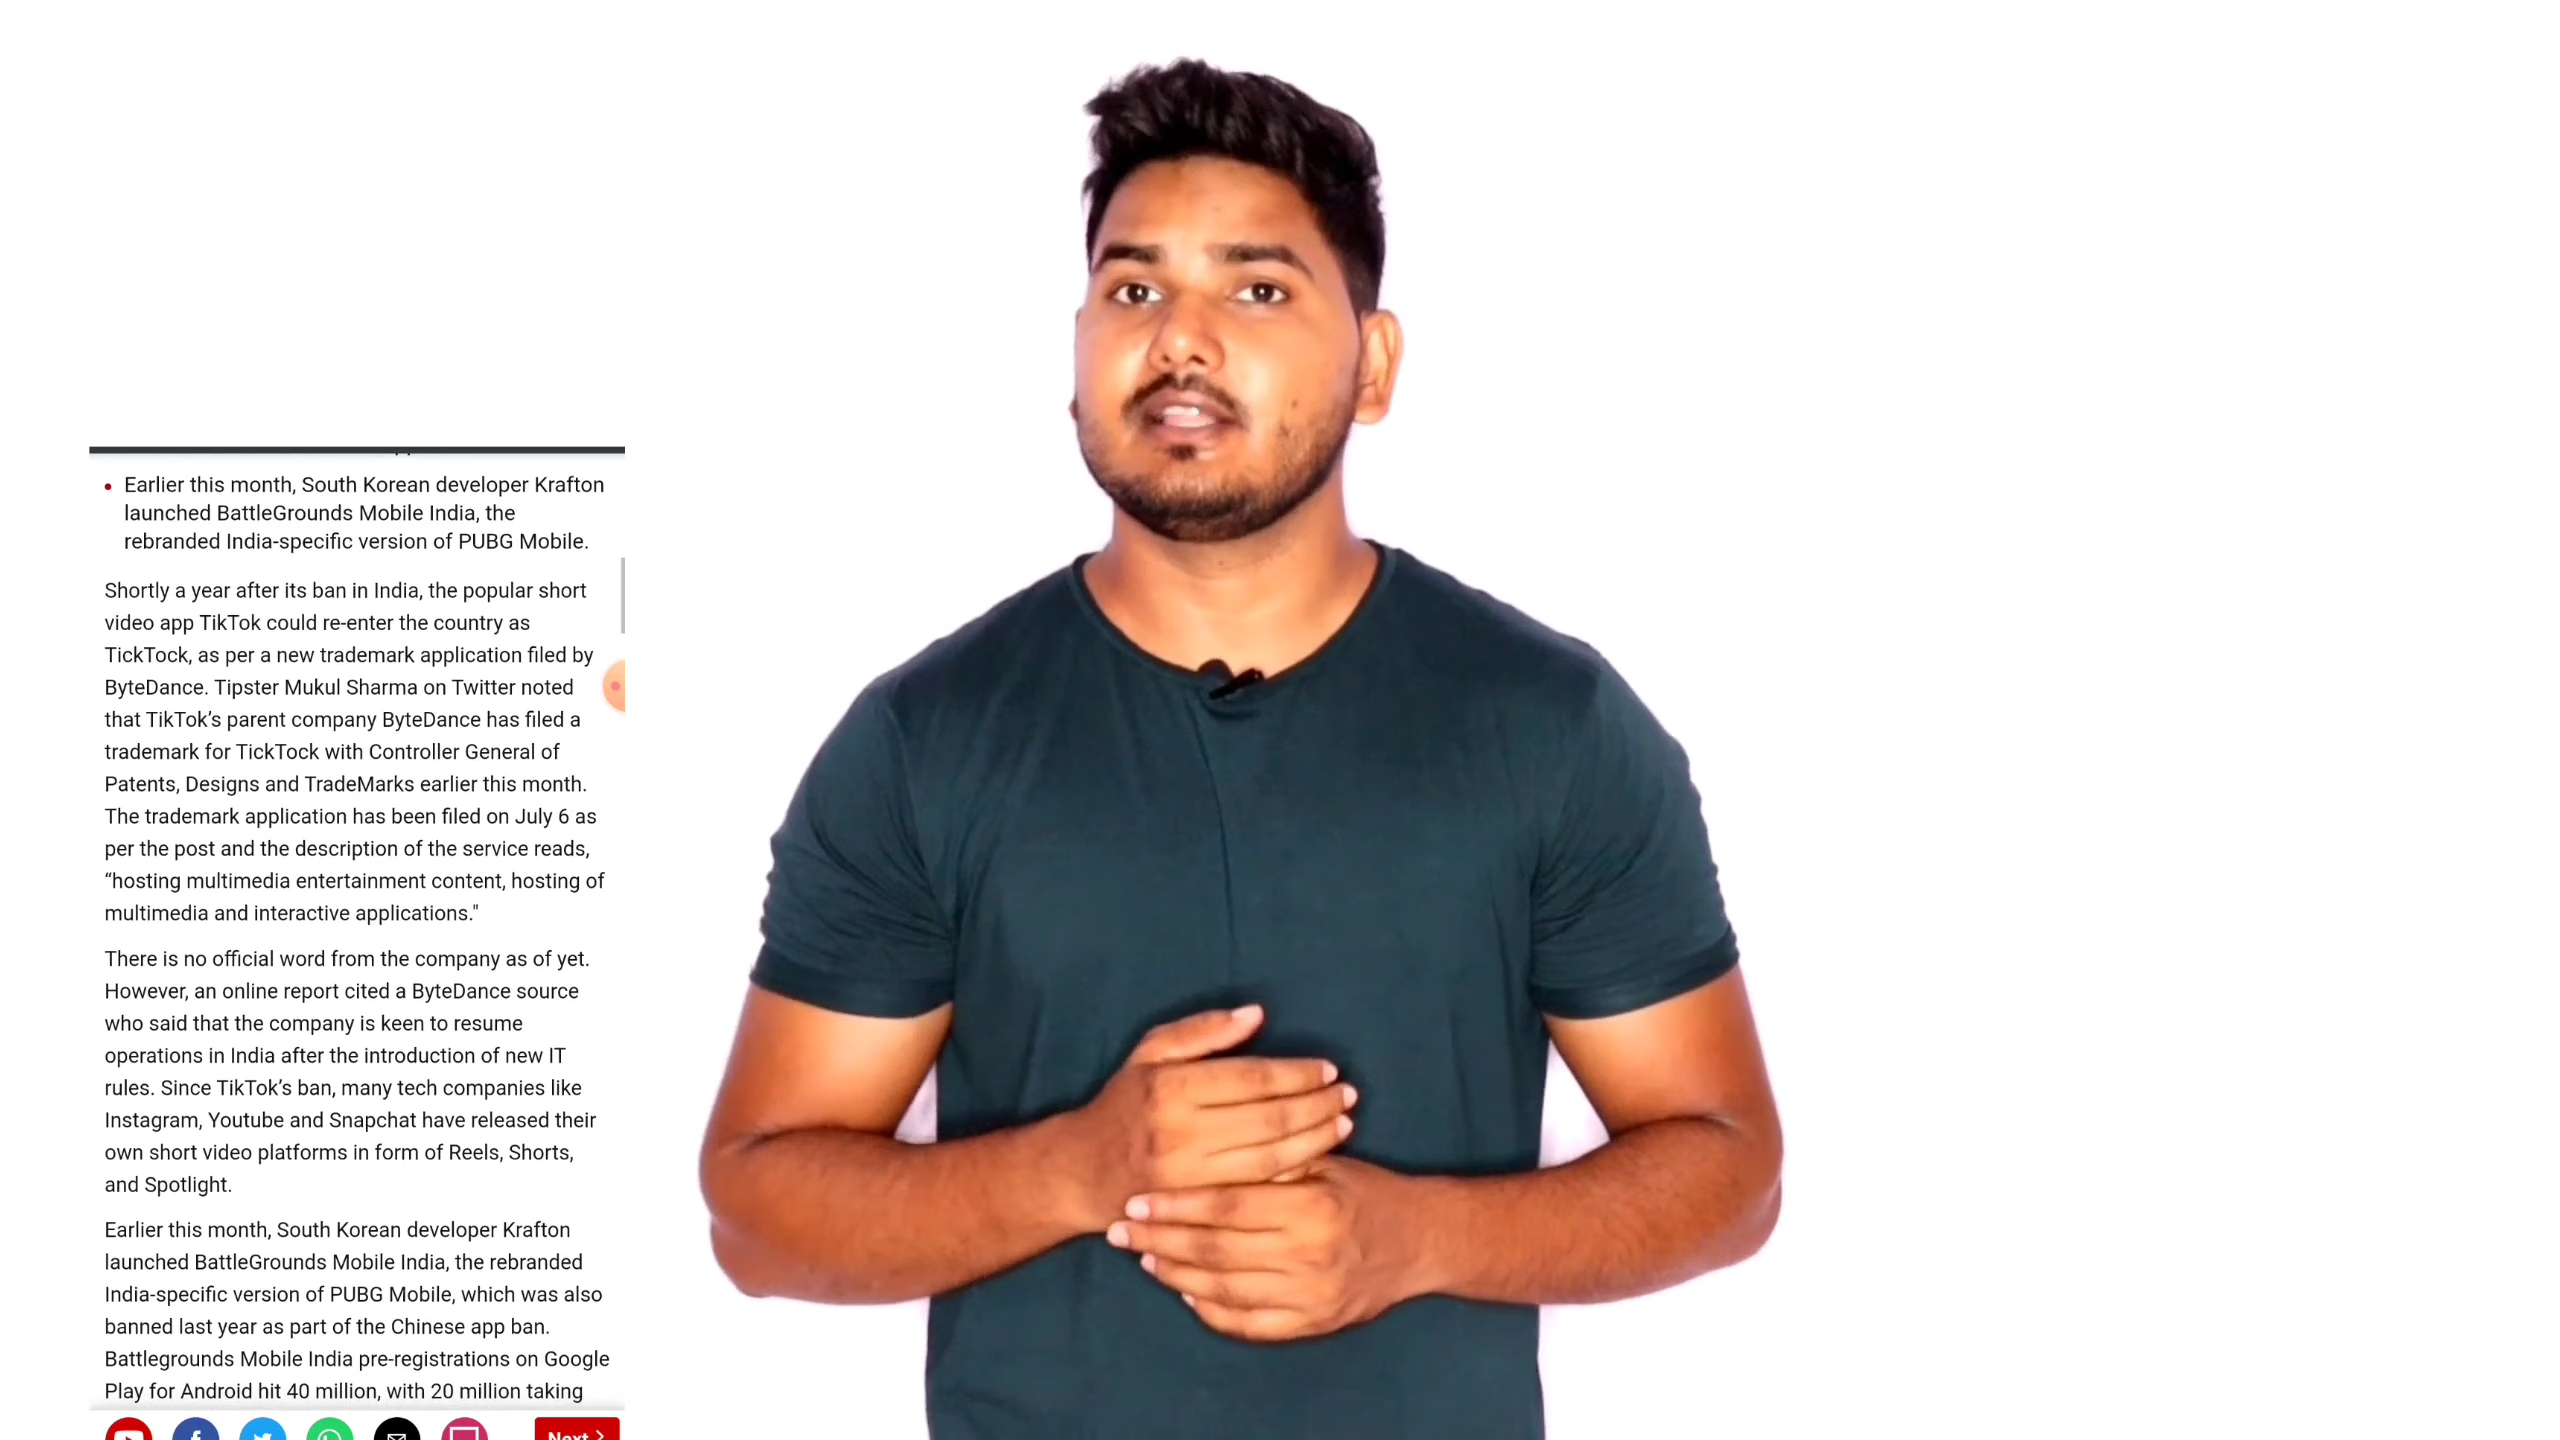 Earlier this month, South Korean developer Krafton
launched BattleGrounds Mobile India, the
rebranded India-specific version of PUBG Mobile.
Shortly a year after its ban in India, the popular short
video app TikTok could re-enter the country as
TickTock, as per a new trademark application filed by
ByteDance. Tipster Mukul Sharma on Twitter noted
that TikTok’s parent company ByteDance has filed a
trademark for TickTock with Controller General of
Patents, Designs and TradeMarks earlier this month.
The trademark application has been filed on July 6 as
per the post and the description of the service reads,
“hosting multimedia entertainment content, hosting of
multimedia and interactive applications."
There is no official word from the company as of yet.
However, an online report cited a ByteDance source
who said that the company is keen to resume
operations in India after the introduction of new IT
rules. Since TikTok’s ban, many tech companies like
Instagram, Youtube and Snapchat have released their
own short video platforms in form of Reels, Shorts,
and Spotlight.
Earlier this month, South Korean developer Krafton
launched BattleGrounds Mobile India, the rebranded
India-specific version of PUBG Mobile, which was also
banned last year as part of the Chinese app ban.
Battlegrounds Mobile India pre-registrations on Google
Play for Android hit 40 million, with 20 million taking
Next